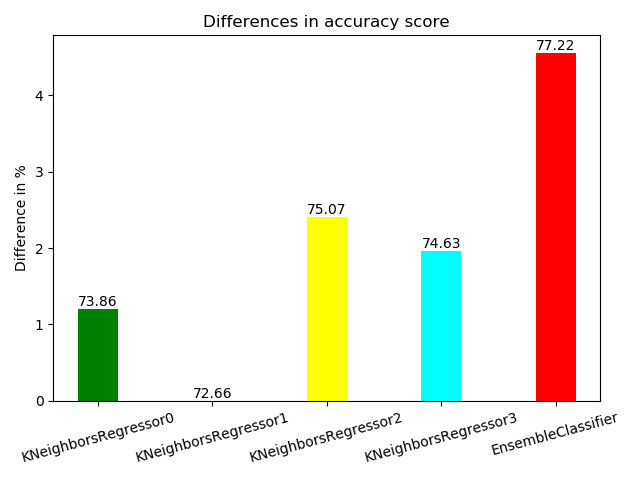 Differences in accuracy score
Difference in %
4
3
2
1
0
73.86
72.66
75.07
74.63
77.22
KNeighborsRegressor0
KNeighborsRegressor1
KNeighborsRegressor2
KNeighborsRegressor3
EnsembleClassifier